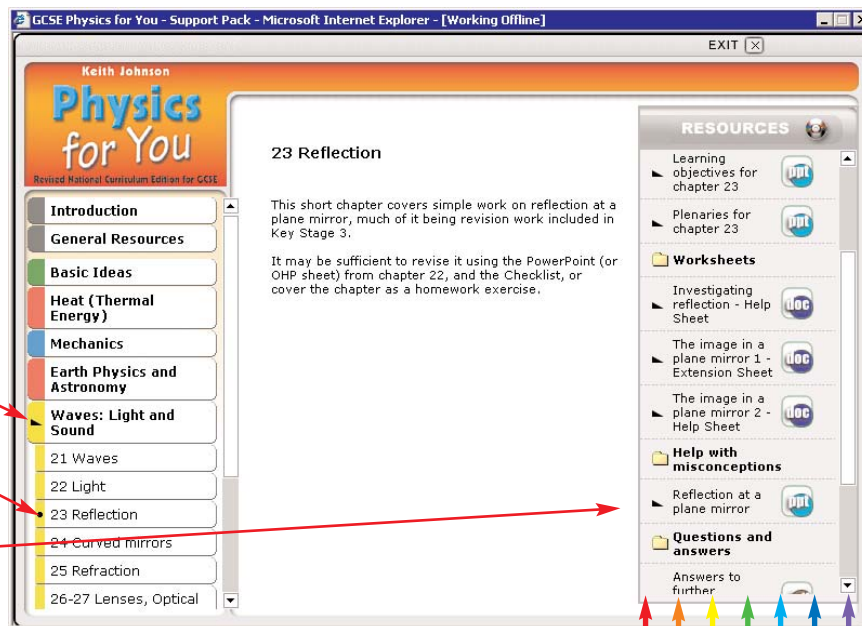 GCSE Physics for You - Support Pack - Microsoft Internet Explorer - [Working Offline]
EXIT
Keith Johnson
Physics
for You
Revised National Curriculum Edition for GCSE
Introduction
General Resources
Basic Ideas
Heat (Thermal
Energy)
Mechanics
Earth Physics and
Astronomy
Waves: Light and
Sound
21 Waves
22 Light
23 Reflection
24 Curved mirrors
25 Refraction
26-27 Lenses, Optical
23 Reflection
This short chapter covers simple work on reflection at a
plane mirror, much of it being revision work included in
Key Stage 3.
It may be sufficient to revise it using the PowerPoint (or
OHP sheet) from chapter 22, and the Checklist, or
cover the chapter as a homework exercise.
RESOURCES
Learning
objectives for
chapter 23
ppt
Plenaries for
chapter 23
ppt
Worksheets
Investigating
reflection - Help
Sheet
doc
The image in a
plane mirror 1 -
Extension Sheet
doc
The image in a
plane mirror 2 -
Help Sheet
doc
Help with
misconceptions
Reflection at a
plane mirror
ppt
Questions and
answers
Answers to
further